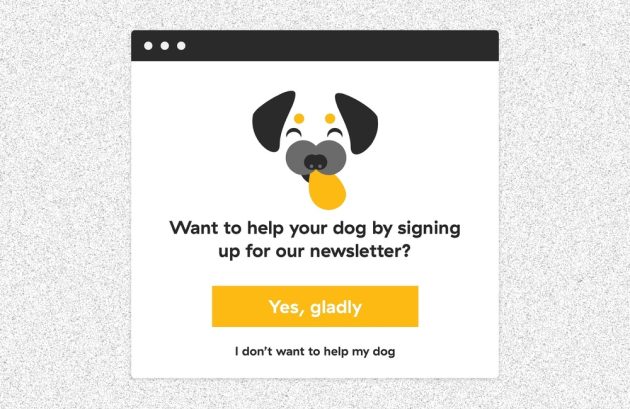 Want to help your dog by signing
up for our newsletter?
Yes, gladly
I don't want to help my dog